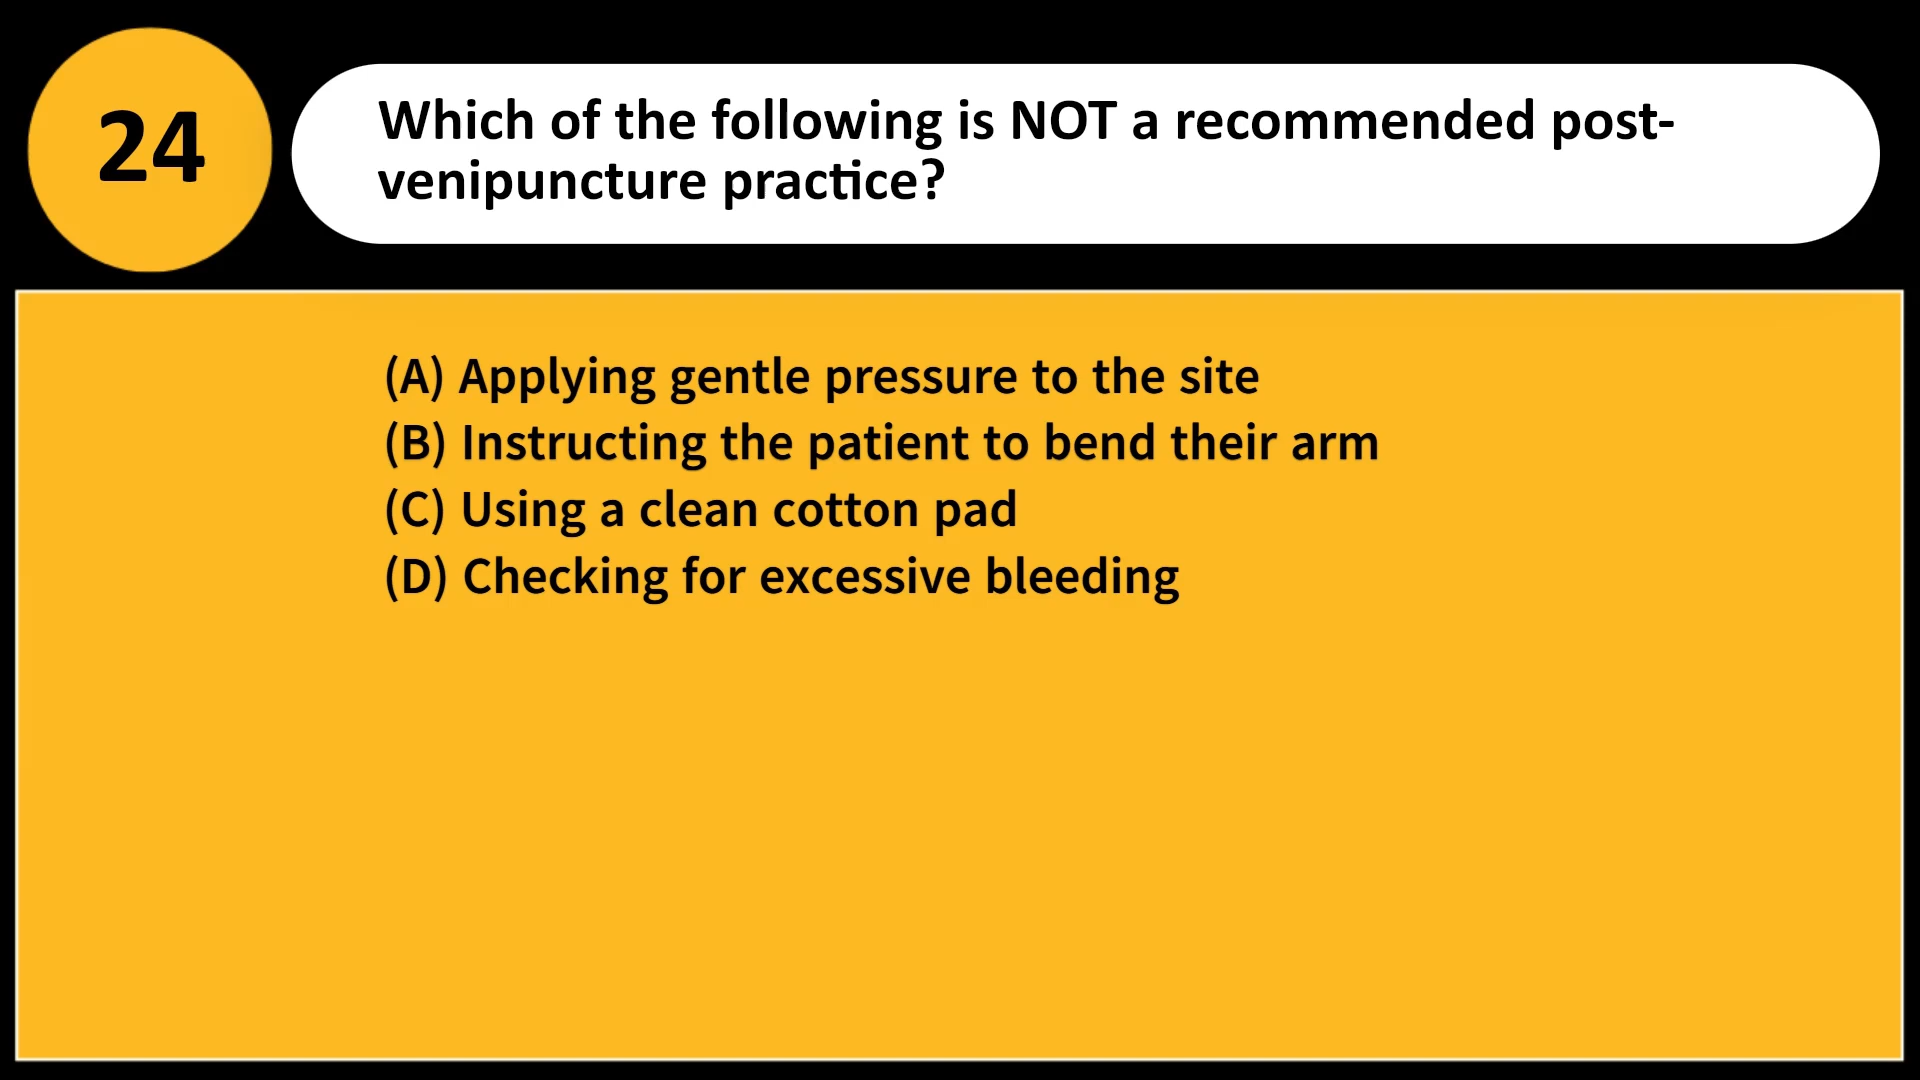 24
Which of the following is NOT a recommended post-
venipuncture practice?
(A) Applying gentle pressure to the site
(B) Instructing the patient to bend their arm
(C) Using a clean cotton pad
(D) Checking for excessive bleeding